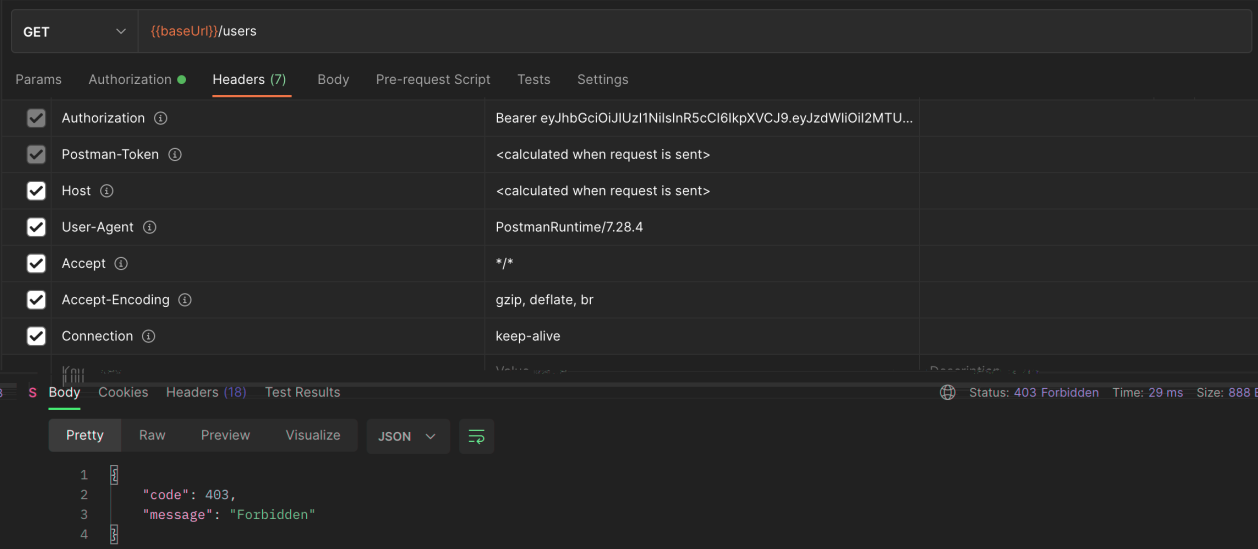 GET {{baseUrl}}/users
Params Authorization Headers (7) Body Pre-request Script Tests Settings
Authorization Bearer eyJhbGciOiJIUzI1NiIsInR5cCI6IkpXVCJ9.eyJzdWIiOiI2MTU...
Postman-Token <calculated when request is sent>
Host <calculated when request is sent>
User-Agent PostmanRuntime/7.28.4
Accept */*
Accept-Encoding gzip, deflate, br
Connection keep-alive
Body Cookies Headers (18) Test Results Status: 403 Forbidden Time: 29 ms Size: 888
Pretty Raw Preview Visualize JSON
1 {
2 "code": 403,
3 "message": "Forbidden"
4 }